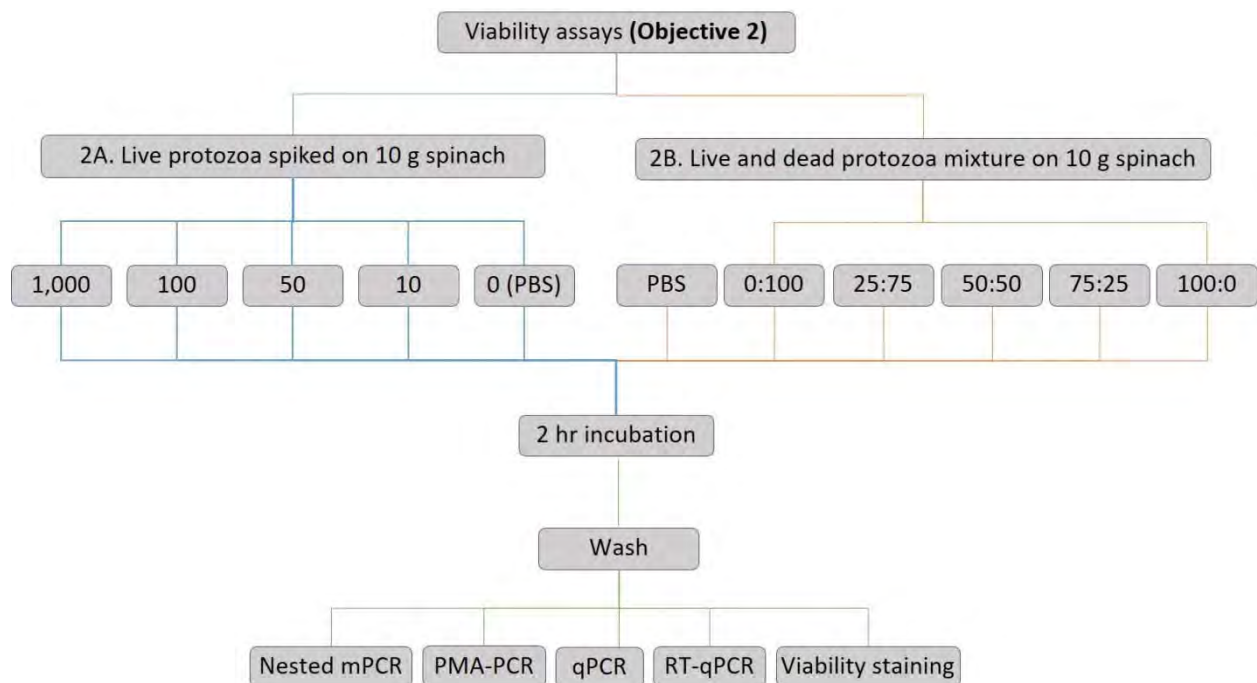 Viability assays (Objective 2)
2A. Live protozoa spiked on 10 g spinach
2B. Live and dead protozoa mixture on 10 g spinach
1,000
100
50
10
0 (PBS)
PBS
0:100
25:75
50:50
75:25
100:0
2 hr incubation
Wash
Nested mPCR
PMA-PCR
qPCR
RT-qPCR
Viability staining